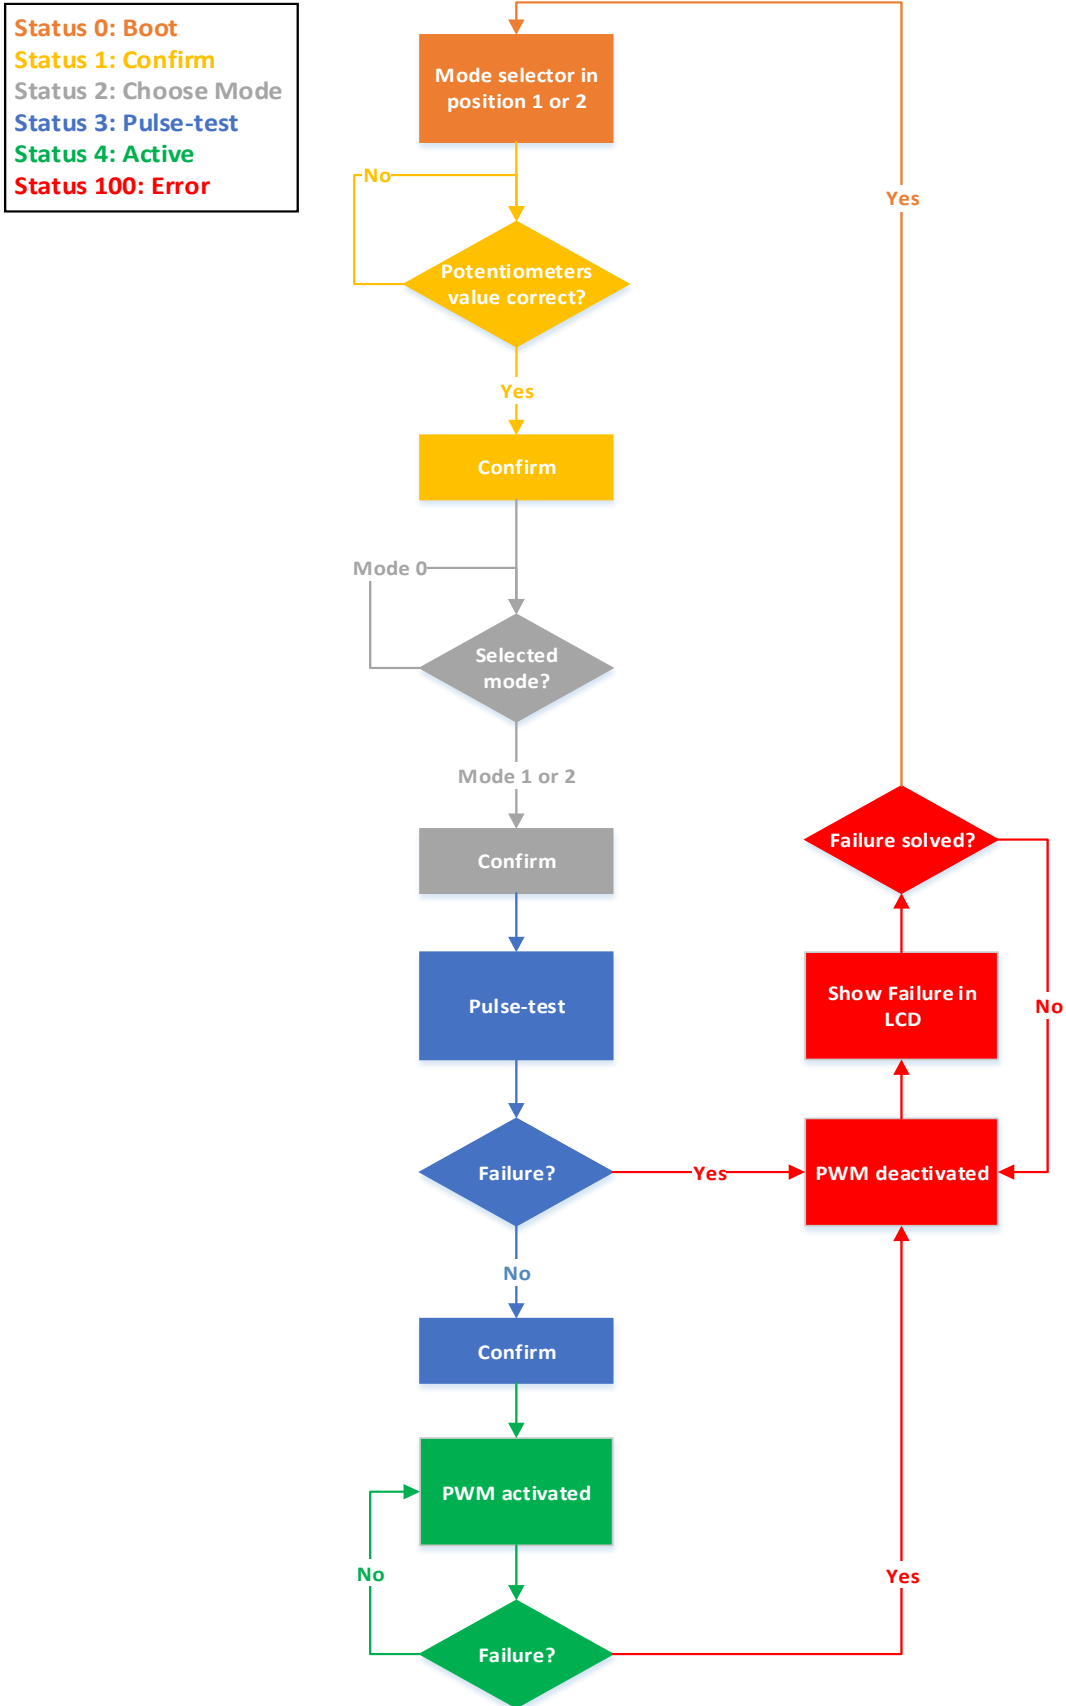 Status 0: Boot
Status 1: Confirm
Status 2: Choose Mode
Status 3: Pulse-test
Status 4: Active
Status 100: Error
Mode selector in
position 1 or 2
No
Yes
Potentiometers
value correct?
Yes
Confirm
Mode 0
Selected
mode?
Mode 1 or 2
Confirm
Failure solved?
Pulse-test
Show Failure in
LCD
No
Failure?
Yes
PWM deactivated
No
Confirm
PWM activated
No
Yes
Failure?